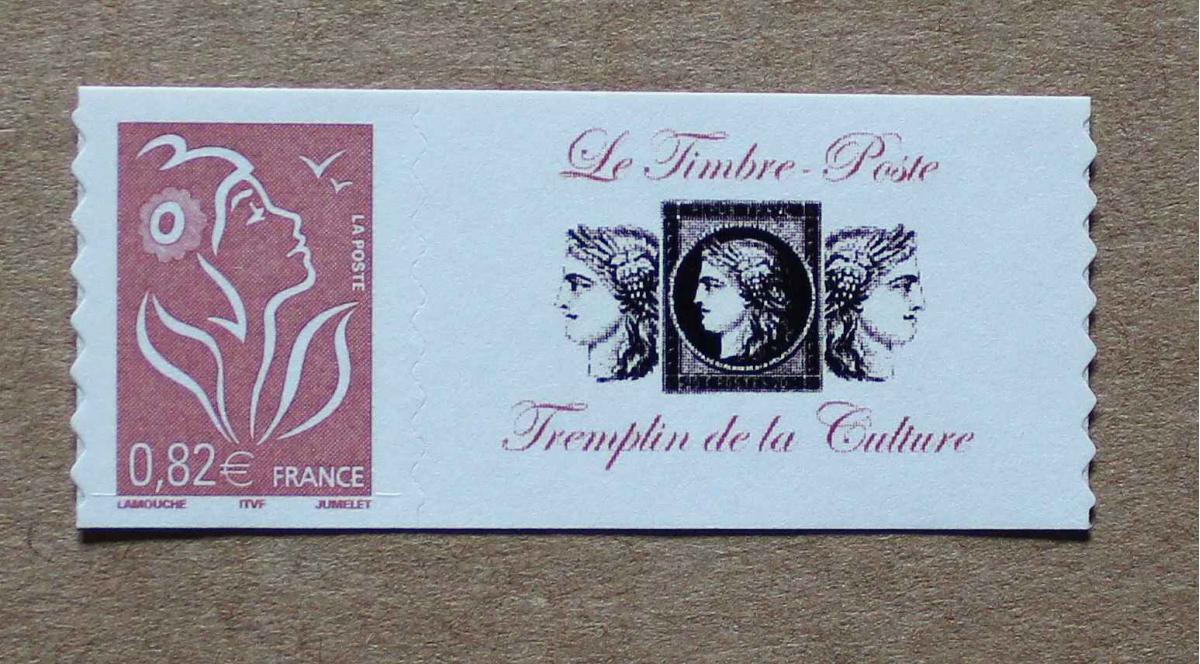 LA POSTE
0,82€ FRANCE
LAMOUCHE ITVF JUMELET
Le Timbre-Poste
Tremplin de la Culture